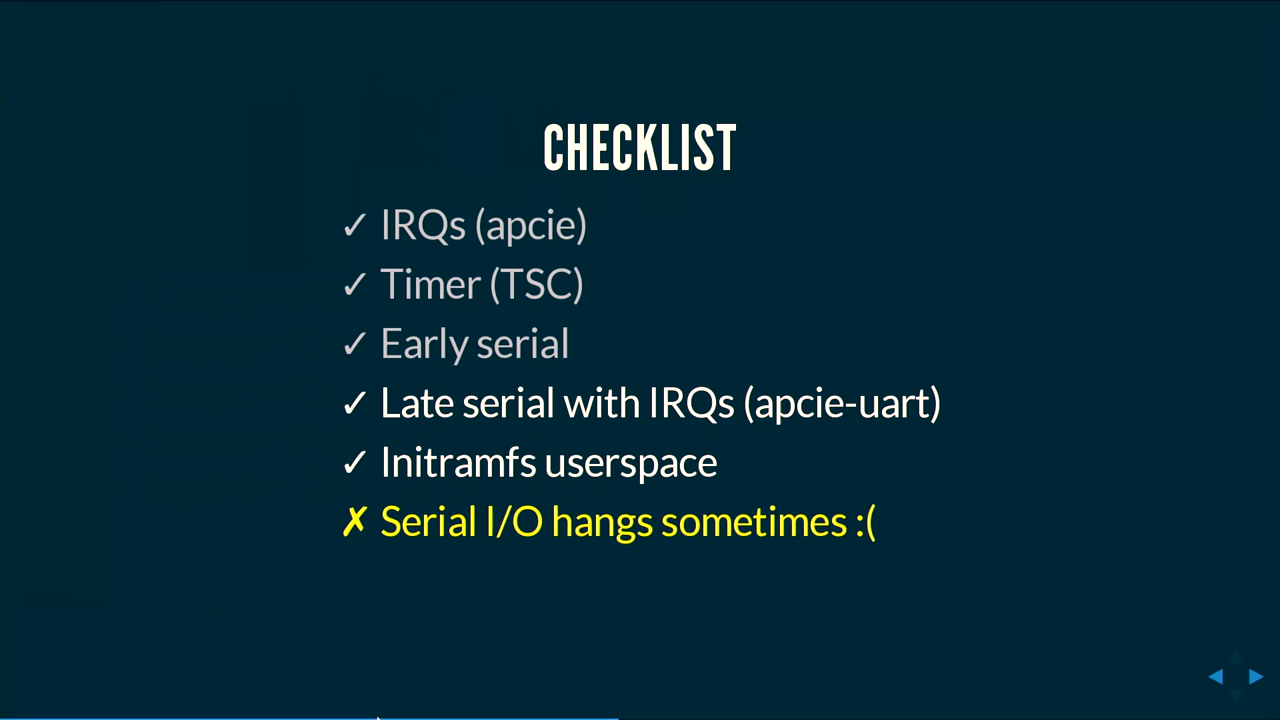 CHECKLIST
✓ IRQs (apcie)
✓ Timer (TSC)
✓ Early serial
✓ Late serial with IRQs (apcie-uart)
✓ Initramfs userspace
✗ Serial I/O hangs sometimes :(